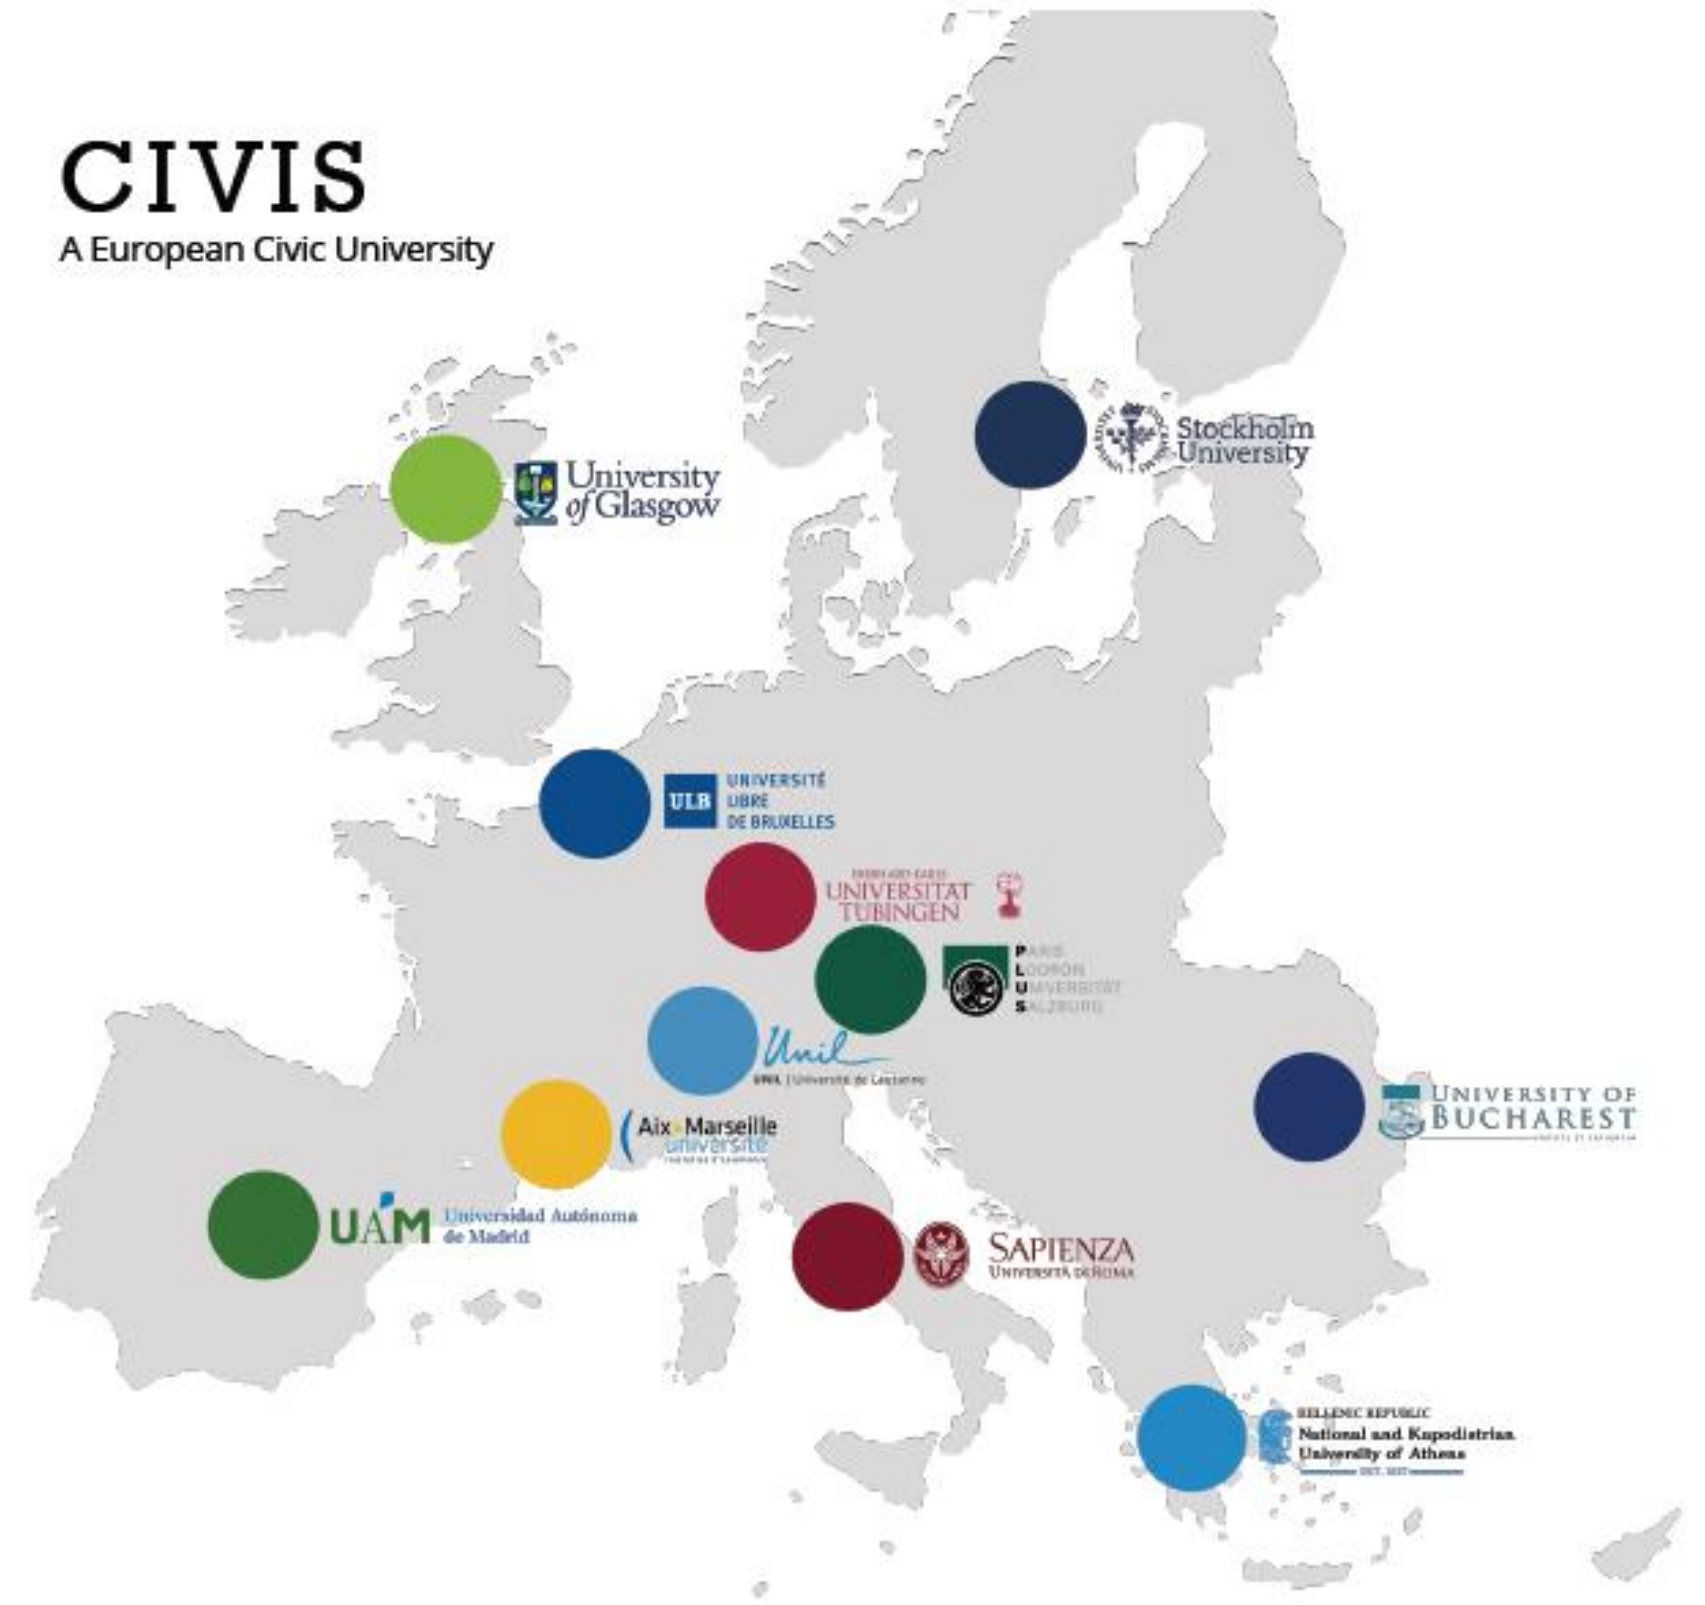 CIVIS
A European Civic University
Stockholm
University
University
of Glasgow
ULB
UNIVERSITÉ
LIBRE
DE BRUXELLES
EBERHARD KARLS
UNIVERSITÄT
TÜBINGEN
PARIS
LODRON
UNIVERSITÄT
SALZBURG
Unil
UNIL | Université de Lausanne
UNIVERSITY OF
BUCHAREST
Aix Marseille
université
UAM
Universidad Autónoma
de Madrid
SAPIENZA
UNIVERSITÀ DI ROMA
HELLENIC REPUBLIC
National and Kapodistrian
University of Athens